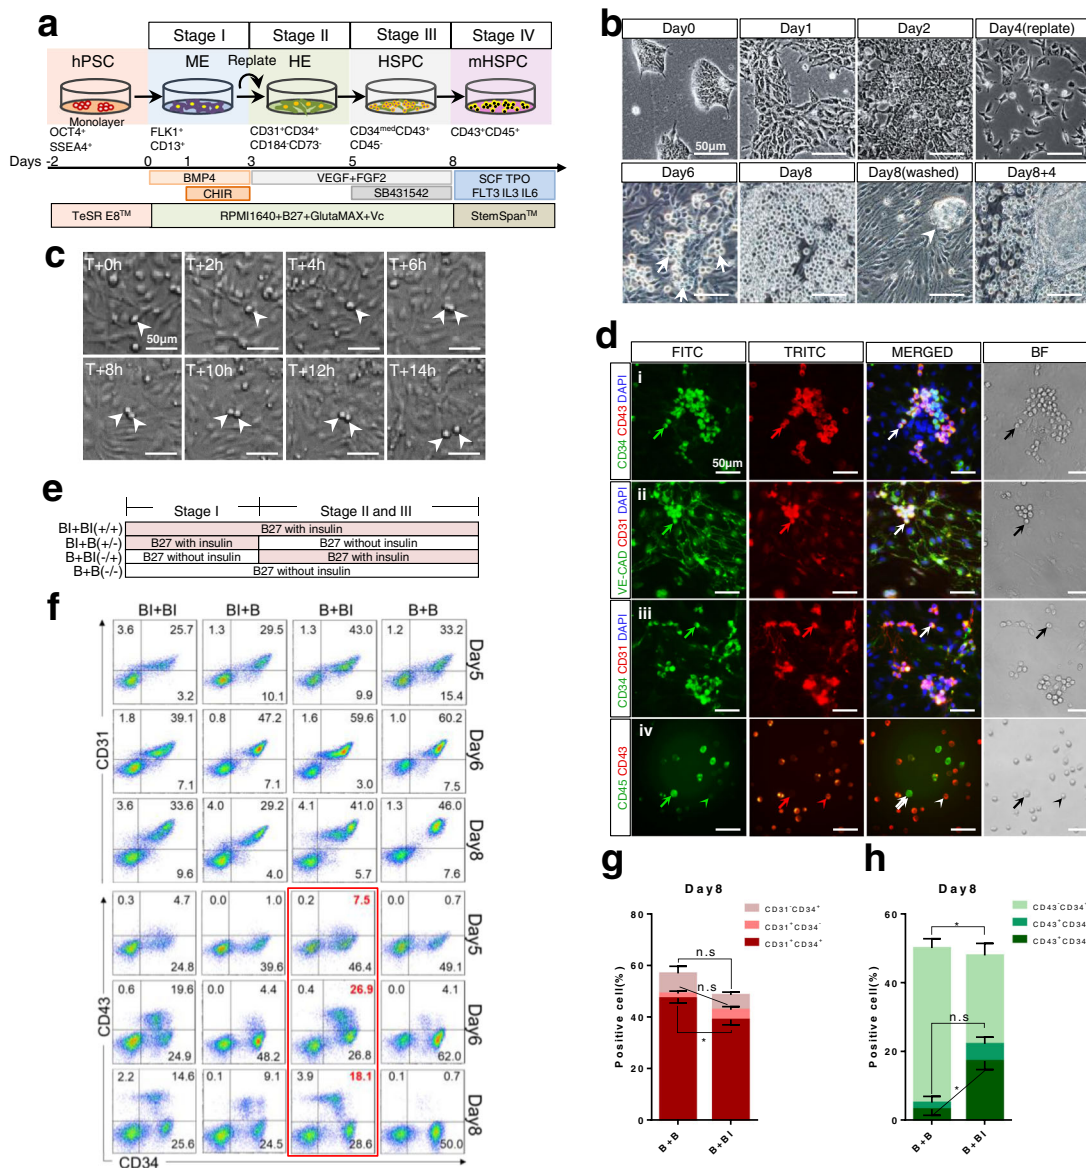 a
Stage I
Stage II
Stage III
Stage IV
hPSC
ME
Replate
HE
HSPC
mHSPC
Monolayer
OCT4⁺
SSEA4⁺
FLK1⁺
CD13⁺
CD31⁺CD34⁺
CD184⁻CD73⁻
CD34ᵐᵉᵈCD43⁺
CD45⁻
CD43⁺CD45⁺
Days -2
0
1
3
5
8
BMP4
VEGF+FGF2
SCF TPO
CHIR
SB431542
FLT3 IL3 IL6
TeSR E8™
RPMI1640+B27+GlutaMAX+Vc
StemSpan™
b
Day0
Day1
Day2
Day4(replate)
50μm
Day6
Day8
Day8(washed)
Day8+4
c
T+0h
T+2h
T+4h
T+6h
50μm
T+8h
T+10h
T+12h
T+14h
d
FITC
TRITC
MERGED
BF
i
CD34 CD43 DAPI
50μm
ii
VE-CAD CD31 DAPI
iii
CD34 CD31 DAPI
iv
CD45 CD43
e
Stage I
Stage II and III
BI+BI(+/+)
B27 with insulin
BI+B(+/-)
B27 with insulin
B27 without insulin
B+BI(-/+)
B27 without insulin
B27 with insulin
B+B(-/-)
B27 without insulin
f
BI+BI
BI+B
B+BI
B+B
3.6 25.7
1.3 29.5
1.3 43.0
1.2 33.2
3.2
10.1
9.9
15.4
Day5
1.8 39.1
0.8 47.2
1.6 59.6
1.0 60.2
7.1
7.1
3.0
7.5
Day6
3.6 33.6
4.0 29.2
4.1 41.0
1.3 46.0
9.6
4.0
5.7
7.6
Day8
CD31
0.3 4.7
0.0 1.0
0.2 7.5
0.0 0.7
24.8
39.6
46.4
49.1
Day5
0.6 19.6
0.0 4.4
0.4 26.9
0.0 4.1
24.9
48.2
26.8
62.0
Day6
2.2 14.6
0.1 9.1
3.9 18.1
0.1 0.7
25.6
24.5
28.6
50.0
Day8
CD43
CD34
g
Day8
CD31⁻CD34⁺
CD31⁺CD34⁻
CD31⁺CD34⁺
Positive cell(%)
80
60
40
20
0
n.s
n.s
*
B+B
B+BI
h
Day8
CD43⁻CD34⁺
CD43⁺CD34
CD43⁺CD34
Positive cell(%)
60
40
20
0
*
n.s
*
B+B
B+BI